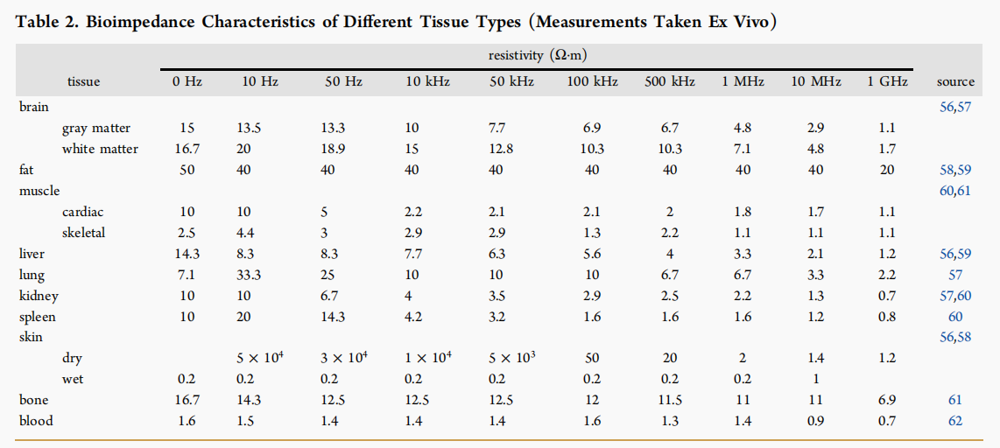 Table 2. Bioimpedance Characteristics of Different Tissue Types (Measurements Taken Ex Vivo)
resistivity (Ω·m)
tissue 0 Hz 10 Hz 50 Hz 10 kHz 50 kHz 100 kHz 500 kHz 1 MHz 10 MHz 1 GHz source
brain 56,57
gray matter 15 13.5 13.3 10 7.7 6.9 6.7 4.8 2.9 1.1
white matter 16.7 20 18.9 15 12.8 10.3 10.3 7.1 4.8 1.7
fat 50 40 40 40 40 40 40 40 40 20 58,59
muscle 60,61
cardiac 10 10 5 2.2 2.1 2.1 2 1.8 1.7 1.1
skeletal 2.5 4.4 3 2.9 2.9 1.3 2.2 1.1 1.1 1.1
liver 14.3 8.3 8.3 7.7 6.3 5.6 4 3.3 2.1 1.2 56,59
lung 7.1 33.3 25 10 10 10 6.7 6.7 3.3 2.2 57
kidney 10 10 6.7 4 3.5 2.9 2.5 2.2 1.3 0.7 57,60
spleen 10 20 14.3 4.2 3.2 1.6 1.6 1.6 1.2 0.8 60
skin 56,58
dry 5 × 10⁴ 3 × 10⁴ 1 × 10⁴ 5 × 10³ 50 20 2 1.4 1.2
wet 0.2 0.2 0.2 0.2 0.2 0.2 0.2 0.2 1
bone 16.7 14.3 12.5 12.5 12.5 12 11.5 11 11 6.9 61
blood 1.6 1.5 1.4 1.4 1.4 1.6 1.3 1.4 0.9 0.7 62